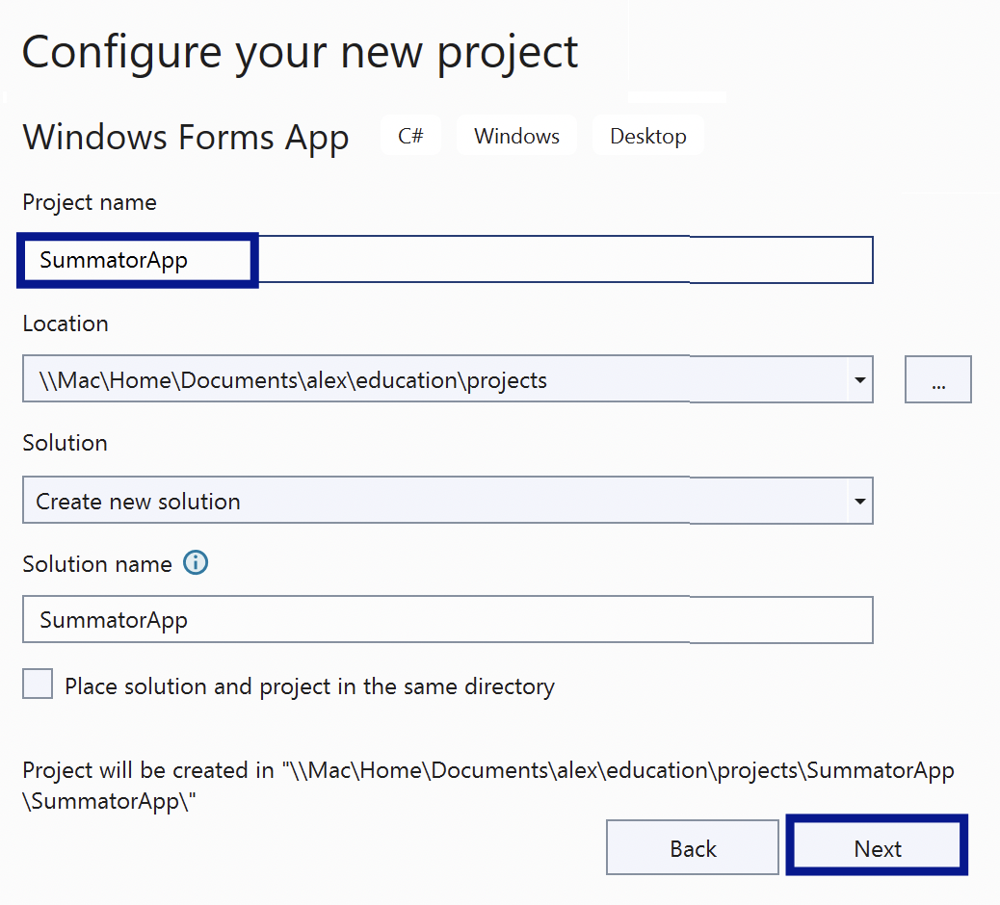 Configure your new project
Windows Forms App C# Windows Desktop
Project name
SummatorApp
Location
\\Mac\Home\Documents\alex\education\projects
...
Solution
Create new solution
Solution name
SummatorApp
Place solution and project in the same directory
Project will be created in "\\Mac\Home\Documents\alex\education\projects\SummatorApp
\SummatorApp\"
Back Next